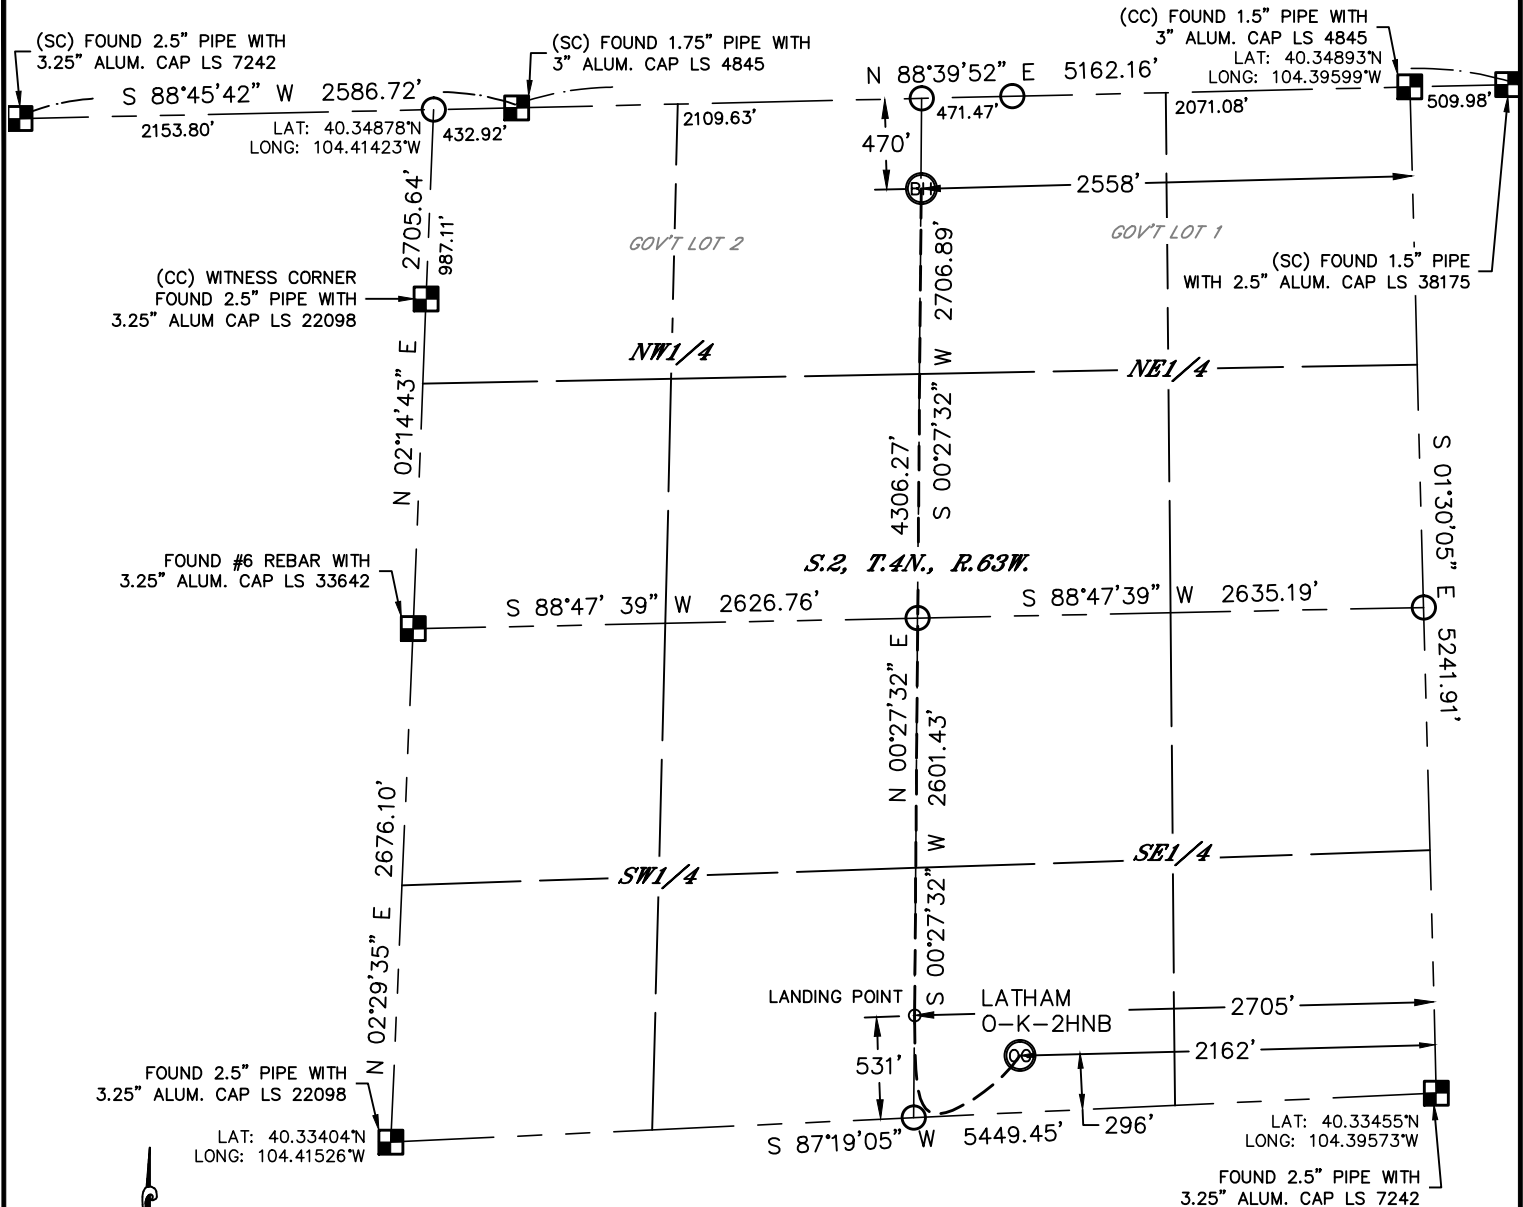 (SC) FOUND 2.5" PIPE WITH
3.25" ALUM. CAP LS 7242
(SC) FOUND 1.75" PIPE WITH
3" ALUM. CAP LS 4845
(CC) FOUND 1.5" PIPE WITH
3" ALUM. CAP LS 4845
LAT: 40.34893°N
LONG: 104.39599°W
S 88°45'42" W 2586.72'
N 88°39'52" E 5162.16'
2153.80'
LAT: 40.34878°N
LONG: 104.41423°W
432.92'
2109.63'
471.47'
2071.08'
509.98'
470'
BH
2558'
2705.64'
987.11'
GOV'T LOT 2
GOV'T LOT 1
2706.89'
(SC) FOUND 1.5" PIPE
WITH 2.5" ALUM. CAP LS 38175
(CC) WITNESS CORNER
FOUND 2.5" PIPE WITH
3.25" ALUM CAP LS 22098
NW1/4
NE1/4
N 02°14'43" E
S 00°27'32" W
4306.27'
S 01°30'05" E 5241.91'
S.2, T.4N., R.63W.
FOUND #6 REBAR WITH
3.25" ALUM. CAP LS 33642
S 88°47' 39" W 2626.76'
S 88°47'39" W 2635.19'
N 00°27'32" E
S 00°27'32" W 2601.43'
SW1/4
SE1/4
N 02°29'35" E 2676.10'
LANDING POINT
LATHAM
O-K-2HNB
2705'
531'
OG
2162'
296'
FOUND 2.5" PIPE WITH
3.25" ALUM. CAP LS 22098
LAT: 40.33404°N
LONG: 104.41526°W
S 87°19'05" W 5449.45'
LAT: 40.33455°N
LONG: 104.39573°W
FOUND 2.5" PIPE WITH
3.25" ALUM. CAP LS 7242